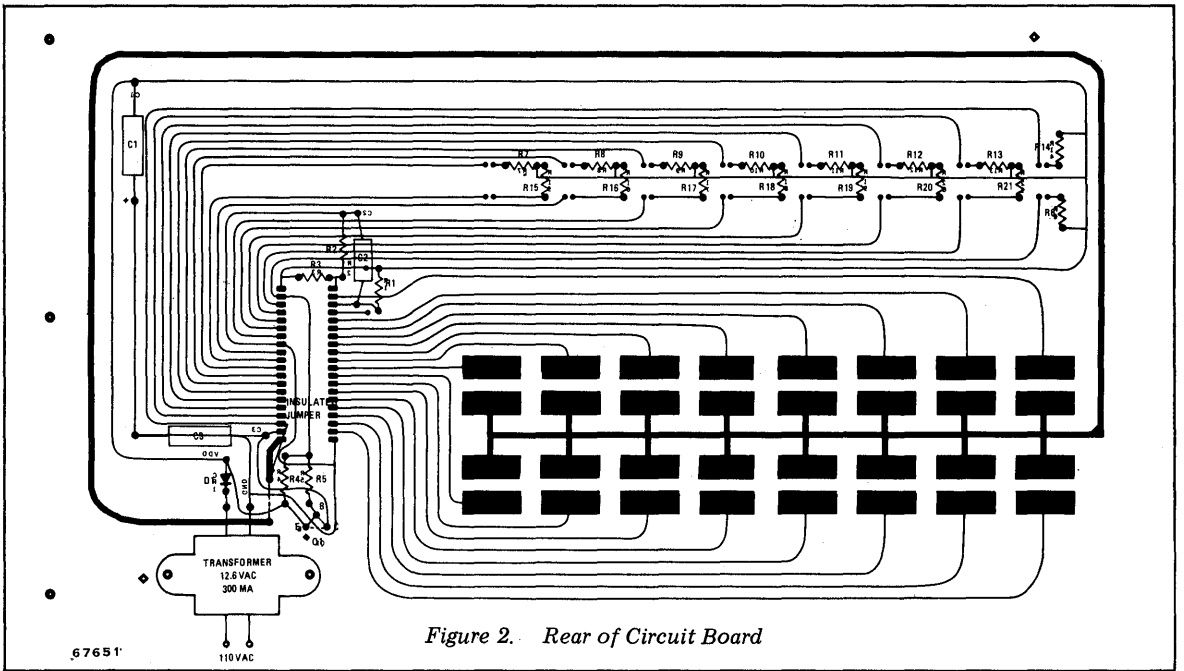 C1
+
R7 R8 R9 R10 R11 R12 R13 R14
R15 R16 R17 R18 R19 R20 R21
R6
R2
C2
R3
R1
INSULATED
JUMPER
C3
VDD
GND
R4 R5
B
E C
TRANSFORMER
12.6 VAC
300 MA
110 VAC
67651
Figure 2. Rear of Circuit Board